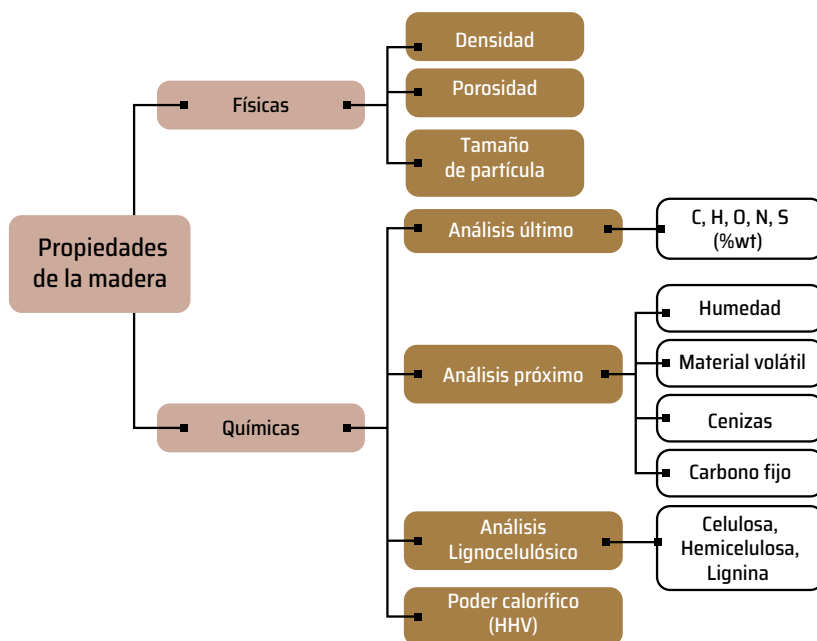 Propiedades
de la madera
Físicas
Densidad
Porosidad
Tamaño
de partícula
Químicas
Análisis último
C, H, O, N, S
(%wt)
Análisis próximo
Humedad
Material volátil
Cenizas
Carbono fijo
Análisis
Lignocelulósico
Celulosa,
Hemicelulosa,
Lignina
Poder calorífico
(HHV)